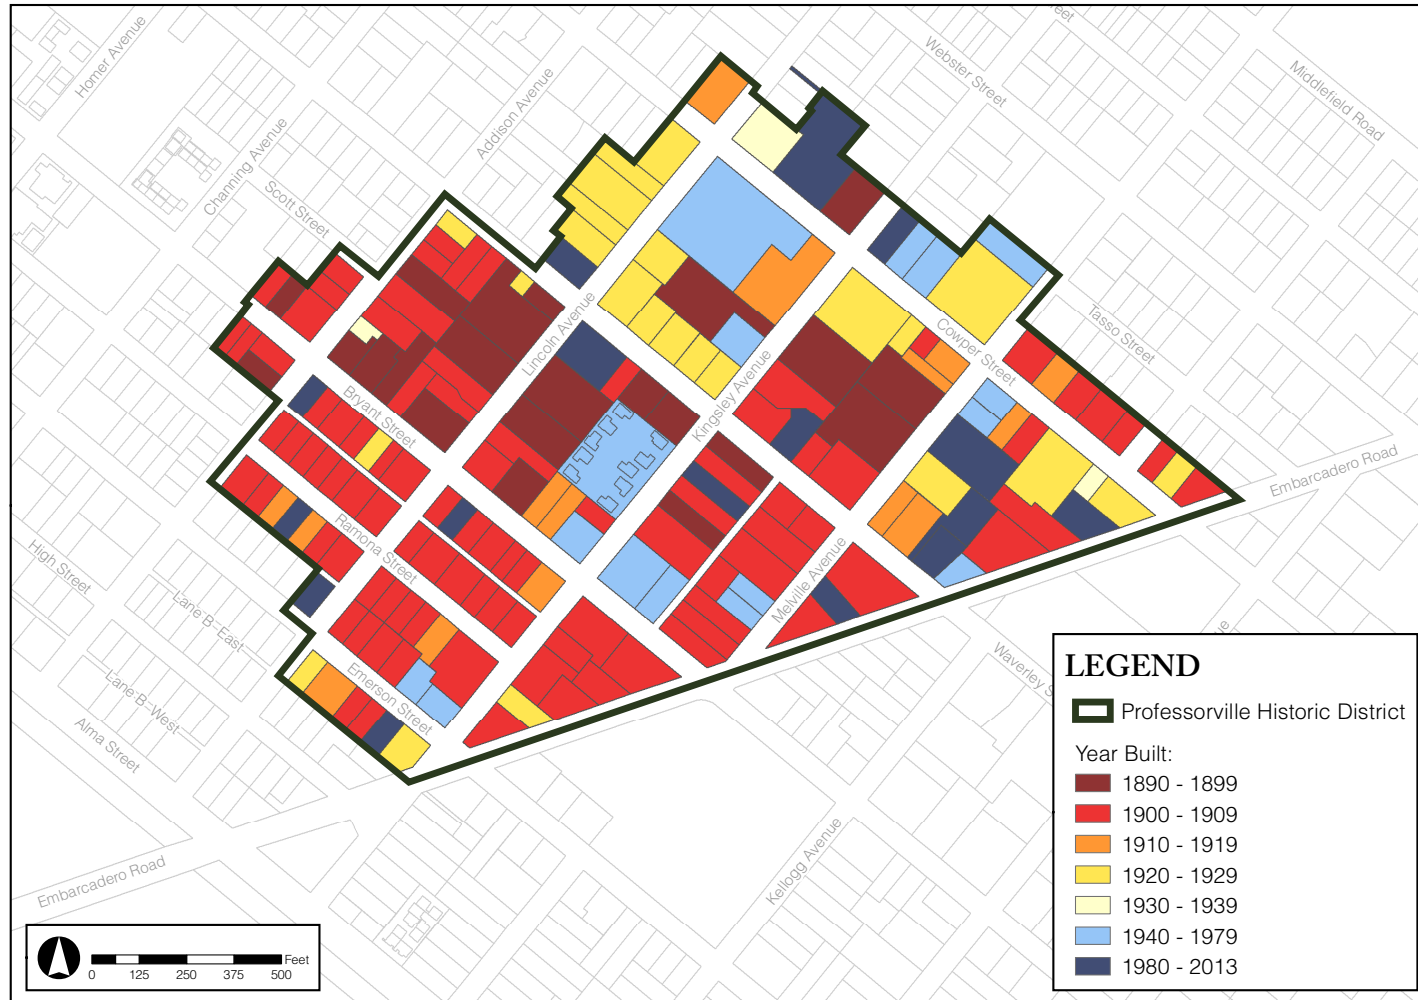 Homer Avenue
Channing Avenue
Scott Street
Addison Avenue
Webster Street
Middlefield Road
Lincoln Avenue
Kingsley Avenue
Cowper Street
Tasso Street
Bryant Street
Ramona Street
Emerson Street
Melville Avenue
Embarcadero Road
High Street
Lane B-East
Lane B-West
Alma Street
Embarcadero Road
Kellogg Avenue
Waverley S
LEGEND
Professorville Historic District
Year Built:
1890 - 1899
1900 - 1909
1910 - 1919
1920 - 1929
1930 - 1939
1940 - 1979
1980 - 2013
Feet
0 125 250 375 500